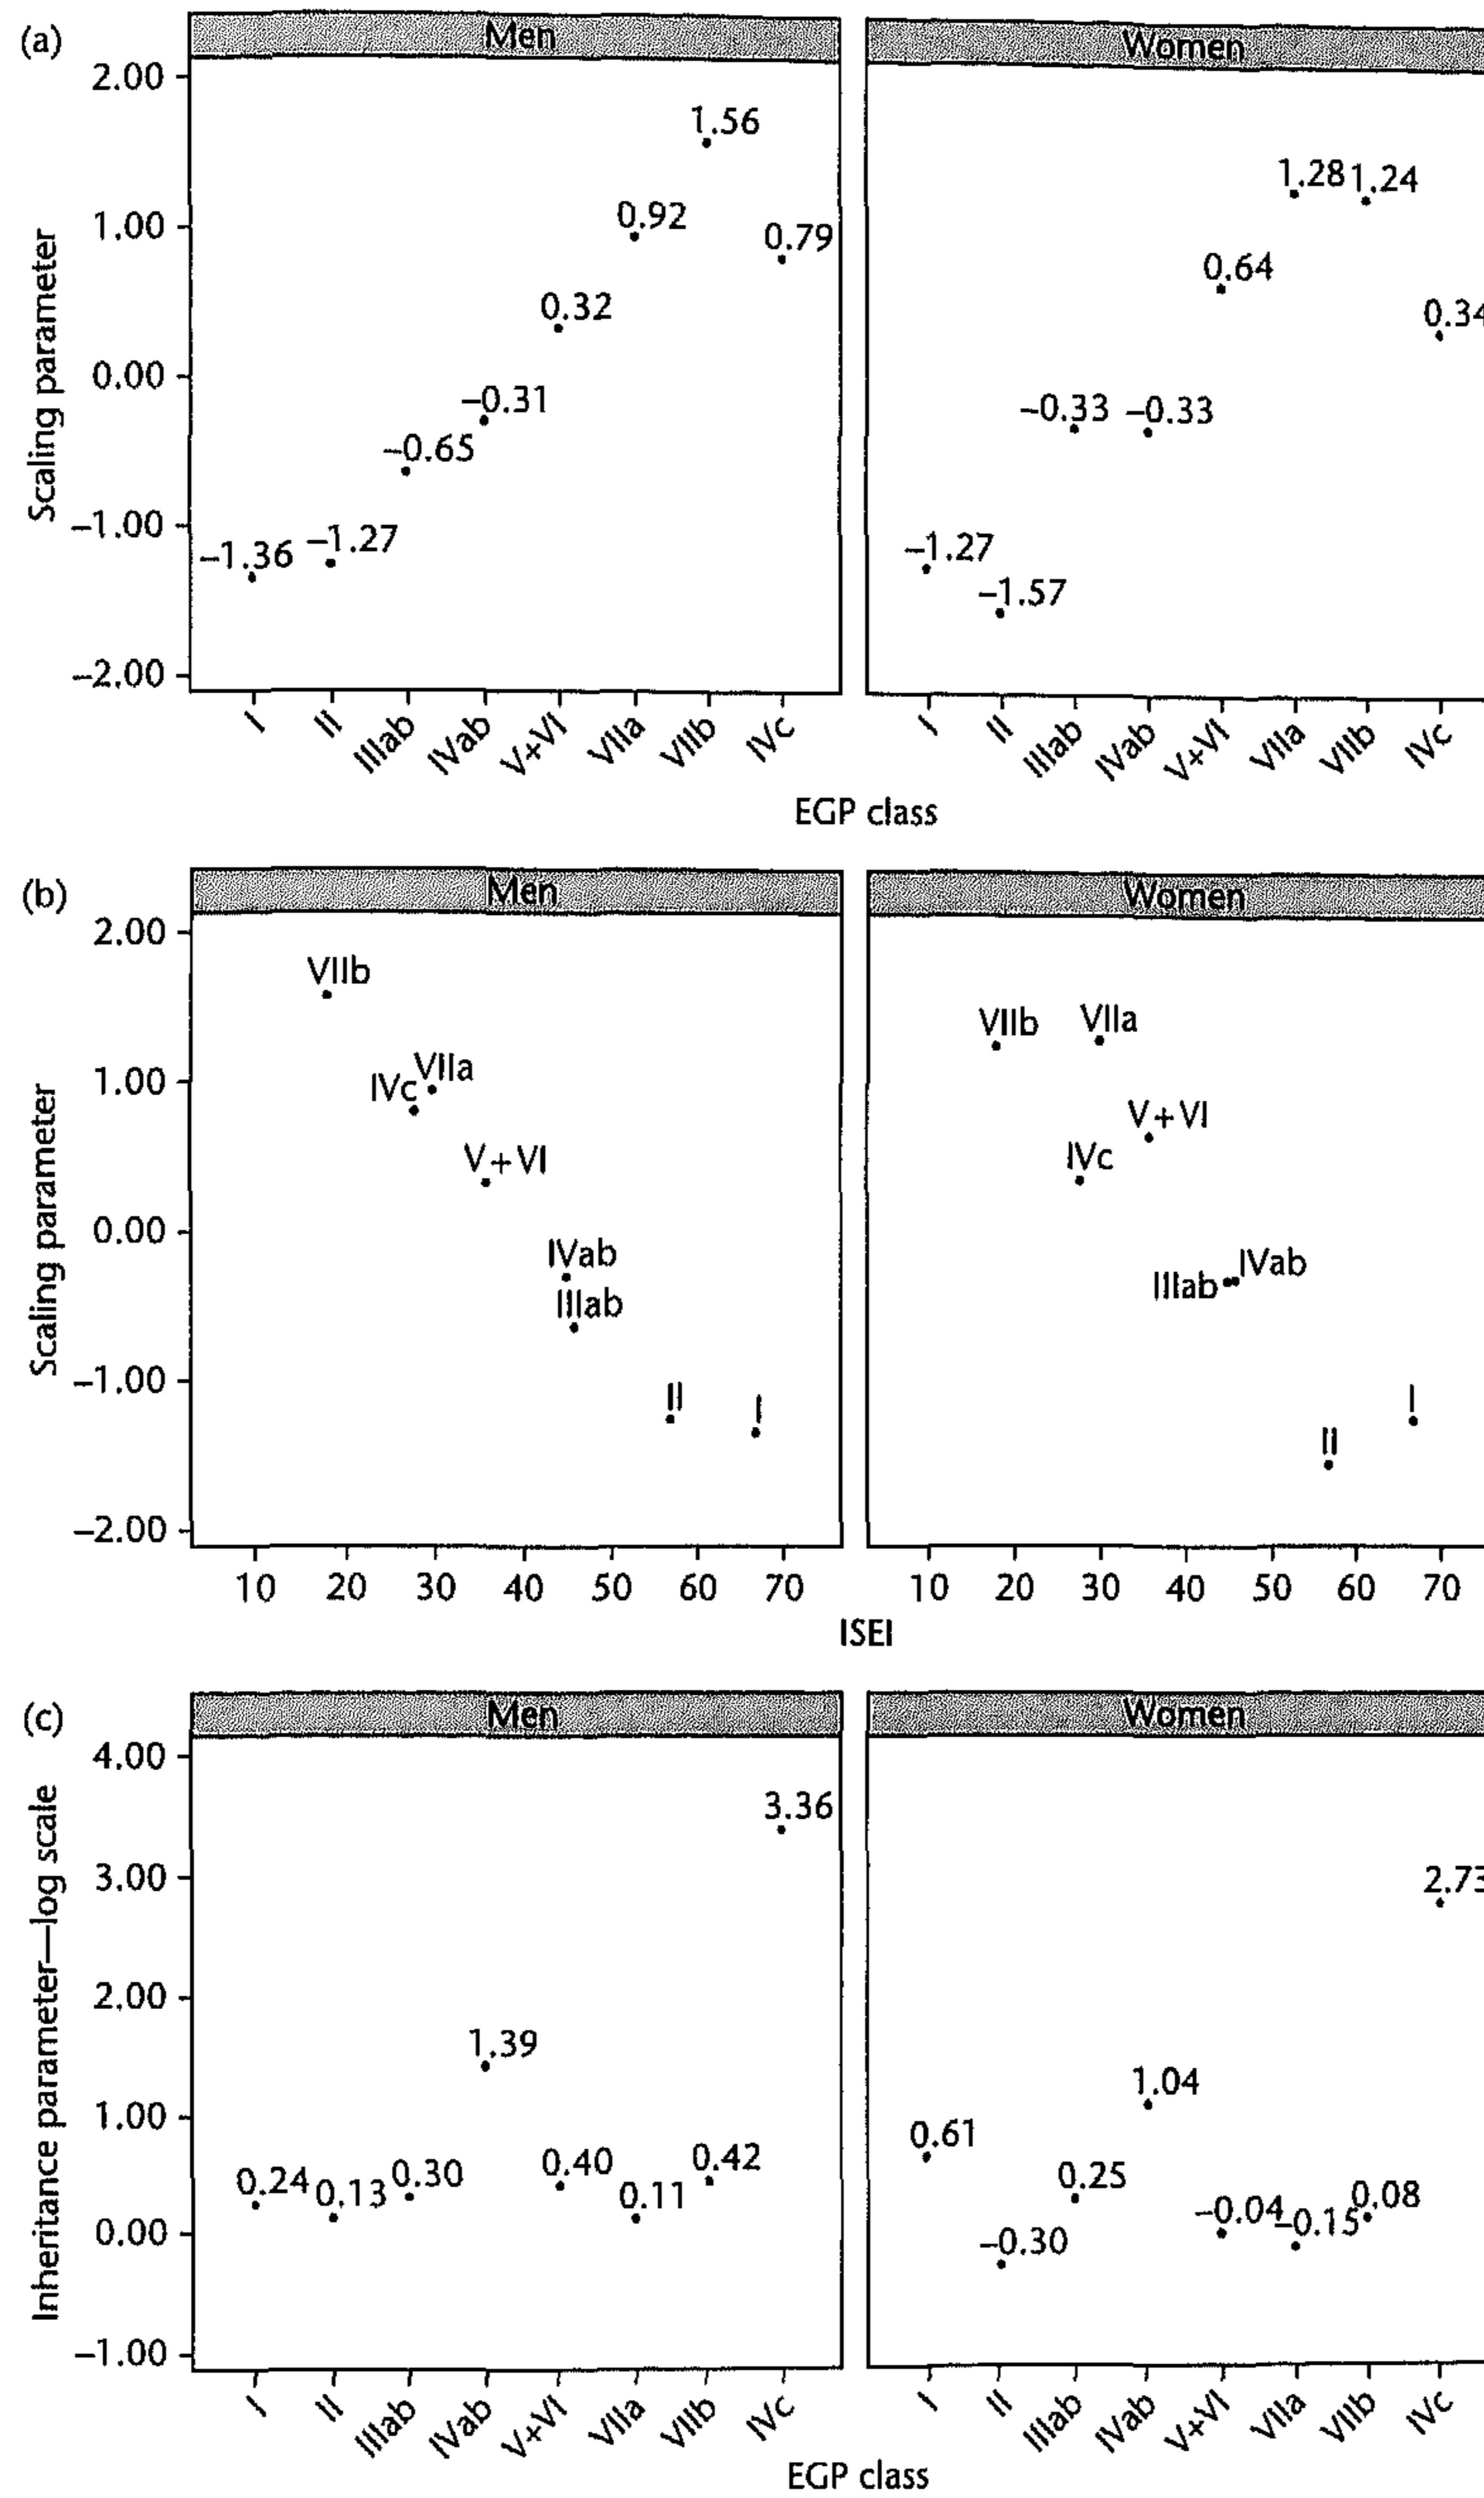 (a)
Men
Women
Scaling parameter
2.00
1.00
0.00
–1.00
–2.00
–1.36
–1.27
–0.65
–0.31
0.32
0.92
1.56
0.79
–1.27
–1.57
–0.33
–0.33
0.64
1.28
1.24
0.34
I
II
IIIab
IVab
V+VI
VIIa
VIIb
IVc
I
II
IIIab
IVab
V+VI
VIIa
VIIb
IVc
EGP class
(b)
Men
Women
Scaling parameter
2.00
1.00
0.00
–1.00
–2.00
VIIb
VIIa
IVc
V+VI
IVab
IIIab
II
I
VIIb
VIIa
V+VI
IVc
IVab
IIIab
I
II
10 20 30 40 50 60 70
10 20 30 40 50 60 70
ISEI
(c)
Men
Women
Inheritance parameter—log scale
4.00
3.00
2.00
1.00
0.00
–1.00
0.24
0.13
0.30
1.39
0.40
0.11
0.42
3.36
0.61
–0.30
0.25
1.04
–0.04
–0.15
0.08
2.73
I
II
IIIab
IVab
V+VI
VIIa
VIIb
IVc
I
II
IIIab
IVab
V+VI
VIIa
VIIb
IVc
EGP class